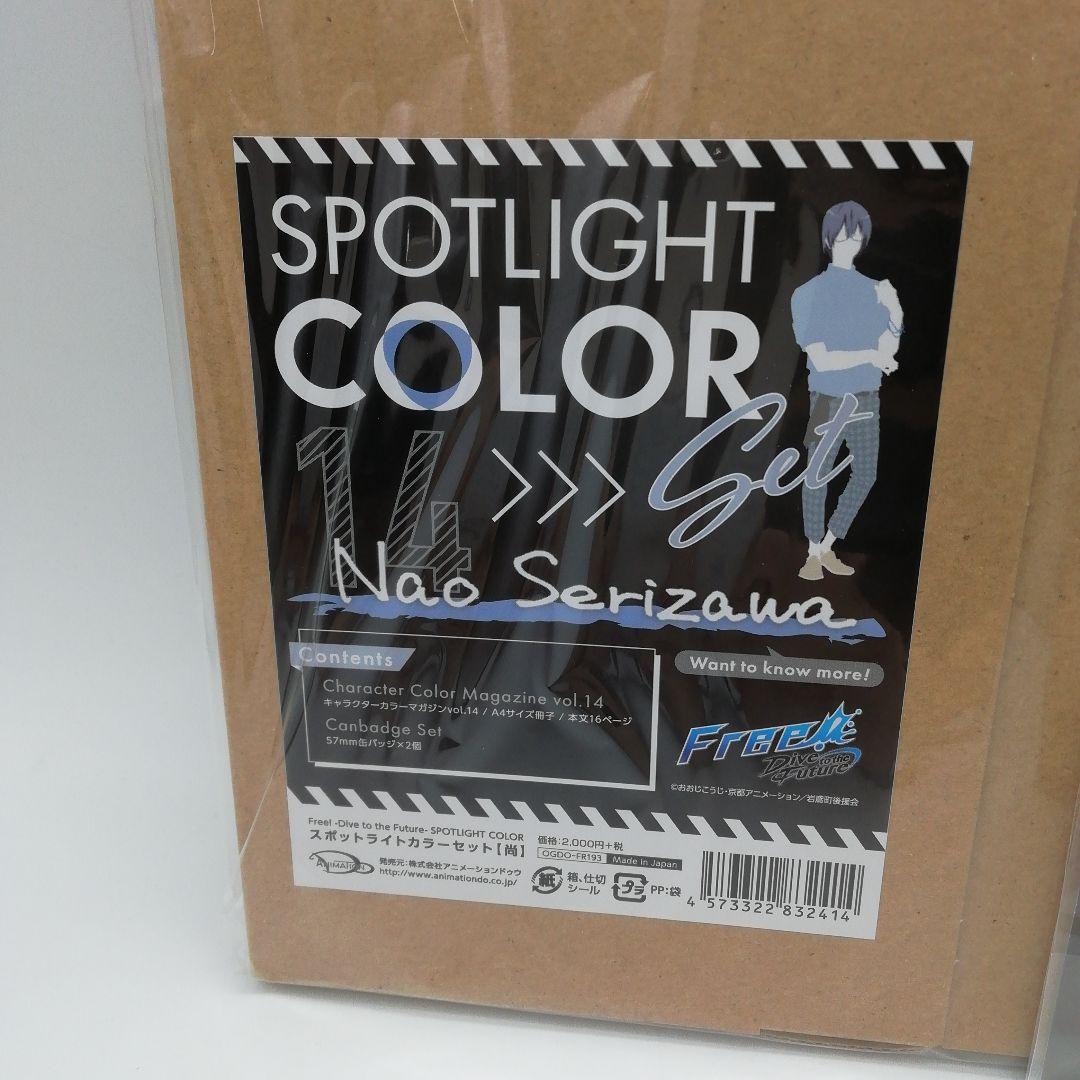 SPOTLIGHT
COLOR
Set
14 >>>
Nao Serizawa
Contents
Character Color Magazine vol.14
キャラクターカラーマガジンvol.14 / A4サイズ冊子 / 本文16ページ
Canbadge Set
57mm缶バッジ×2個
Want to know more!
Free!
Dive to the Future
©おおじこうじ・京都アニメーション/岩鳶町後援会
Free! -Dive to the Future- SPOTLIGHT COLOR
スポットライトカラーセット【尚】
価格:2,000円+税
OGDO-FR193 Made in Japan
ANIMATION DO
発売元:株式会社アニメーションドゥウ
http://www.animationdo.co.jp/
紙 箱、仕切
シール
プラ PP:袋
4 573322 832414